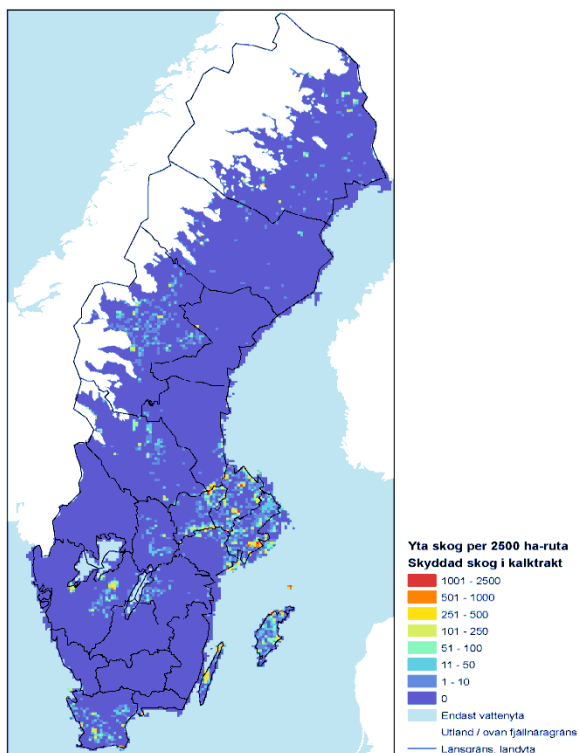 Yta skog per 2500 ha-ruta
Skyddad skog i kalktrakt
1001 - 2500
501 - 1000
251 - 500
101 - 250
51 - 100
11 - 50
1 - 10
0
Endast vattenyta
Utland / ovan fjällnäragräns
Länsgräns, landyta